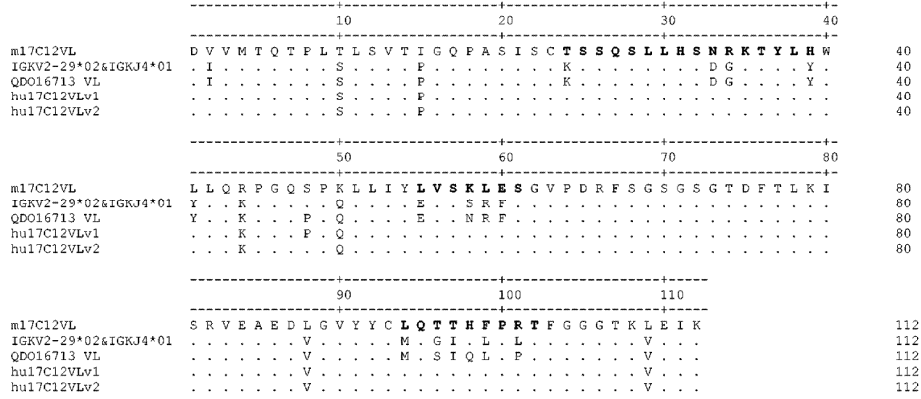 10 20 30 40
m17C12VL D V V M T Q T P L T L S V T I G Q P A S I S C T S S Q S L L H S N R K T Y L H W 40
IGKV2-29*02&IGKJ4*01 . I . . . . . . . S . . . . P . . . . . . . . K . . . . . . . . D G . . . . Y . 40
QDO16713 VL . I . . . . . . . S . . . . P . . . . . . . . K . . . . . . . . D G . . . . Y . 40
hu17C12VLv1 . . . . . . . . . S . . . . P . . . . . . . . . . . . . . . . . . . . . . . . . 40
hu17C12VLv2 . . . . . . . . . S . . . . P . . . . . . . . . . . . . . . . . . . . . . . . . 40
50 60 70 80
m17C12VL L L Q R P G Q S P K L L I Y L V S K L E S G V P D R F S G S G S G T D F T L K I 80
IGKV2-29*02&IGKJ4*01 Y . . K . . . . . Q . . . . E . . S R F . . . . . . . . . . . . . . . . . . . . 80
QDO16713 VL Y . . K . . . P . Q . . . . E . . N R F . . . . . . . . . . . . . . . . . . . . 80
hu17C12VLv1 . . . K . . . P . Q . . . . . . . . . . . . . . . . . . . . . . . . . . . . . . 80
hu17C12VLv2 . . . K . . . . . Q . . . . . . . . . . . . . . . . . . . . . . . . . . . . . . 80
90 100 110
m17C12VL S R V E A E D L G V Y Y C L Q T T H F P R T F G G G T K L E I K 112
IGKV2-29*02&IGKJ4*01 . . . . . . . V . . . . . M . G I . L . L . . . . . . . V . . . 112
QDO16713 VL . . . . . . . V . . . . . M . S I Q L . L . . . . . . . V . . . 112
hu17C12VLv1 . . . . . . . V . . . . . . . . . . . . . . . . . . . . V . . . 112
hu17C12VLv2 . . . . . . . V . . . . . . . . . . . . . . . . . . . . V . . . 112